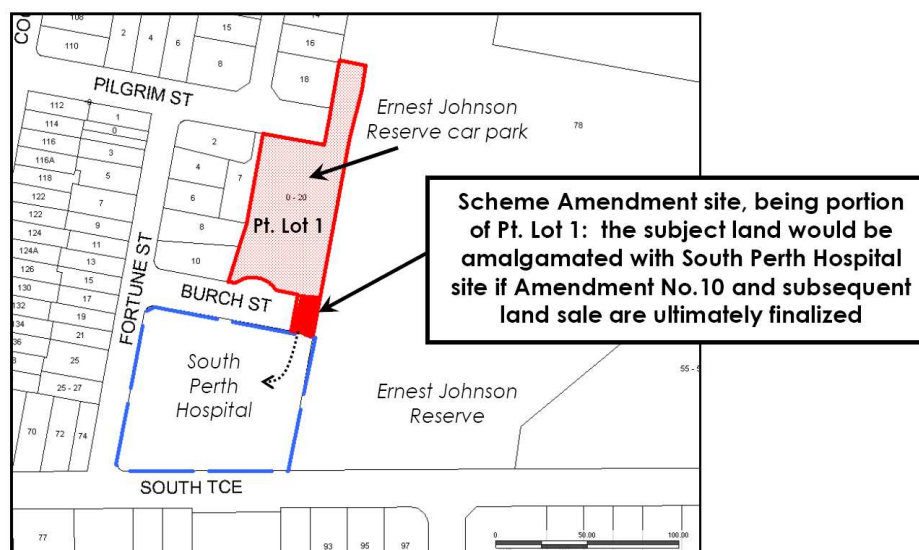 108
110
2
4
6
15
8
14
16
18
COO
PILGRIM ST
Ernest Johnson
Reserve car park
78
112
9
1
114
0
116
3
116A
5
118
122
7
122
9
124
11
124A
13
126
15
130
17
132
19
134
21
36
25
25 - 27
70
72
74
2
4
7
6
8
10
0 - 20
Pt. Lot 1
FORTUNE ST
BURCH ST
Scheme Amendment site, being portion
of Pt. Lot 1: the subject land would be
amalgamated with South Perth Hospital
site if Amendment No.10 and subsequent
land sale are ultimately finalized
South
Perth
Hospital
Ernest Johnson
Reserve
SOUTH TCE
77
93
95
97
0
50.00
100.00